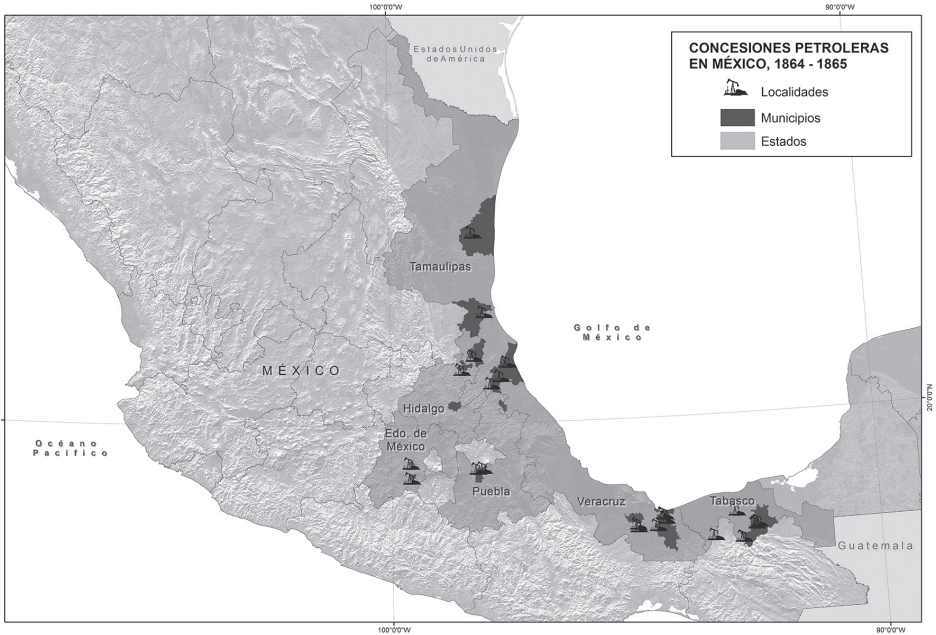 100°0'0"W
90°0'0"W
Estados Unidos
de América
CONCESIONES PETROLERAS
EN MÉXICO, 1864 - 1865
Localidades
Municipios
Estados
Tamaulipas
Golfo de
México
MÉXICO
20°0'0"N
Hidalgo
Edo. de
México
Océano
Pacífico
Puebla
Veracruz
Tabasco
Guatemala
100°0'0"W
90°0'0"W